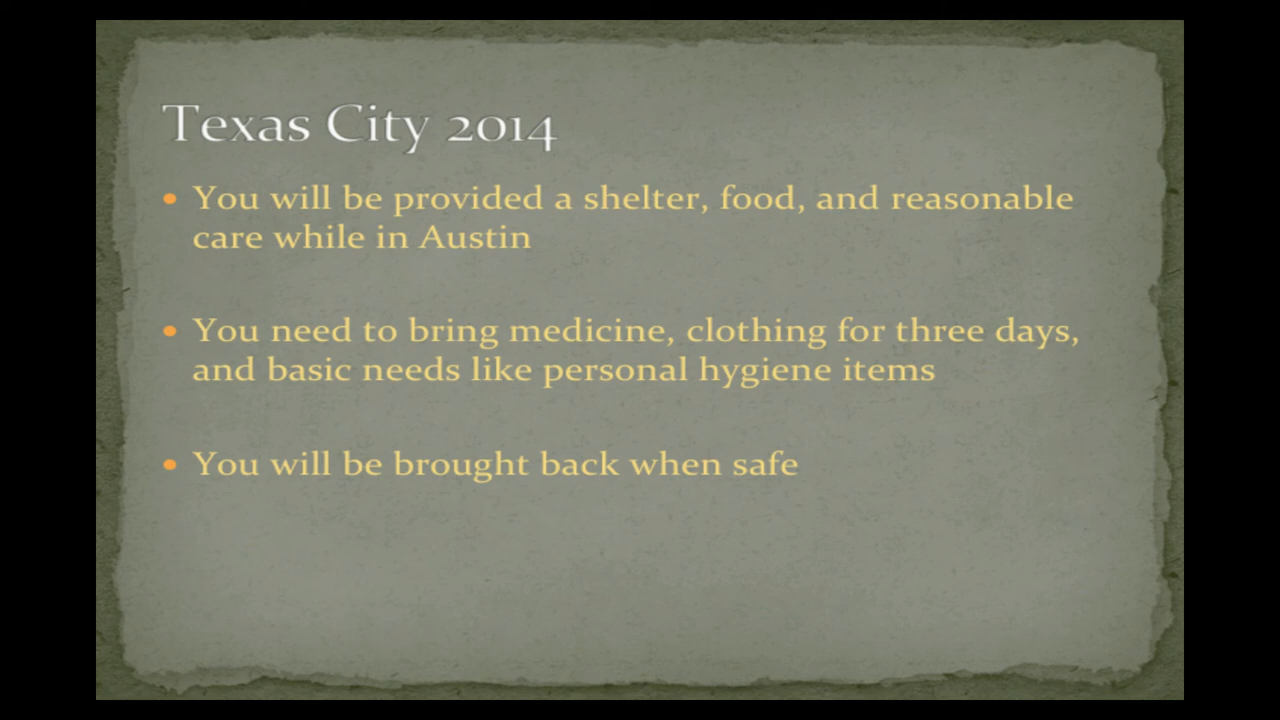 Texas City 2014
• You will be provided a shelter, food, and reasonable
care while in Austin
• You need to bring medicine, clothing for three days,
and basic needs like personal hygiene items
• You will be brought back when safe